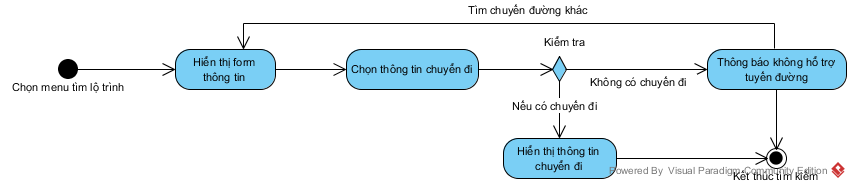 Tìm chuyến đường khác
Kiểm tra
Hiển thị form
thông tin
Chọn thông tin chuyến đi
Thông báo không hỗ trợ
tuyến đường
Không có chuyến đi
Chọn menu tìm lộ trình
Nếu có chuyến đi
Hiển thị thông tin
chuyến đi
Powered By Visual Paradigm Community Edition
Kết thúc tìm kiếm